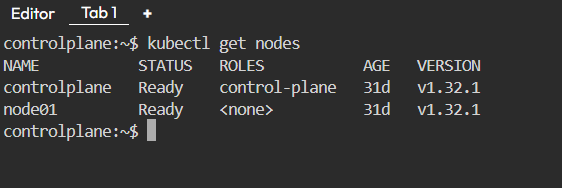 Editor Tab 1 +
controlplane:~$ kubectl get nodes
NAME STATUS ROLES AGE VERSION
controlplane Ready control-plane 31d v1.32.1
node01 Ready <none> 31d v1.32.1
controlplane:~$